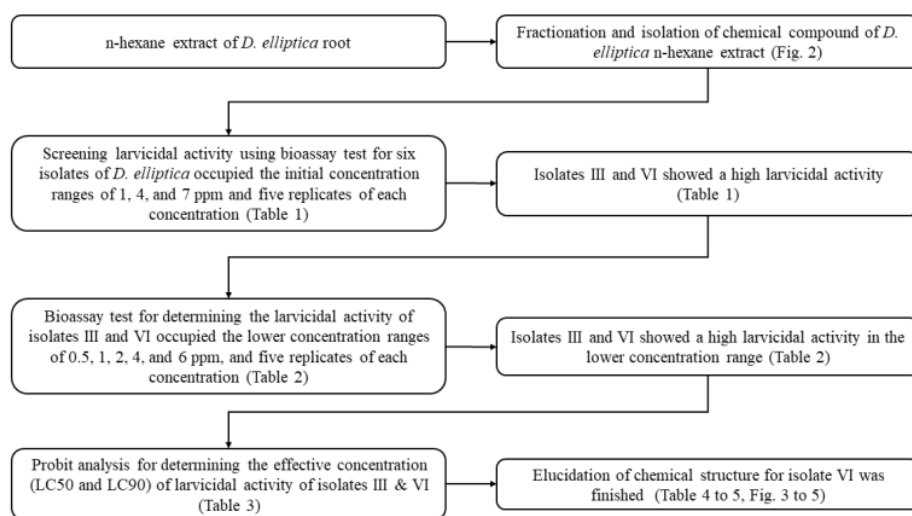 n-hexane extract of D. elliptica root
Fractionation and isolation of chemical compound of D.
elliptica n-hexane extract (Fig. 2)
Screening larvicidal activity using bioassay test for six
isolates of D. elliptica occupied the initial concentration
ranges of 1, 4, and 7 ppm and five replicates of each
concentration (Table 1)
Isolates III and VI showed a high larvicidal activity
(Table 1)
Bioassay test for determining the larvicidal activity of
isolates III and VI occupied the lower concentration ranges
of 0.5, 1, 2, 4, and 6 ppm, and five replicates of each
concentration (Table 2)
Isolates III and VI showed a high larvicidal activity in the
lower concentration range (Table 2)
Probit analysis for determining the effective concentration
(LC50 and LC90) of larvicidal activity of isolates III & VI
(Table 3)
Elucidation of chemical structure for isolate VI was
finished (Table 4 to 5, Fig. 3 to 5)